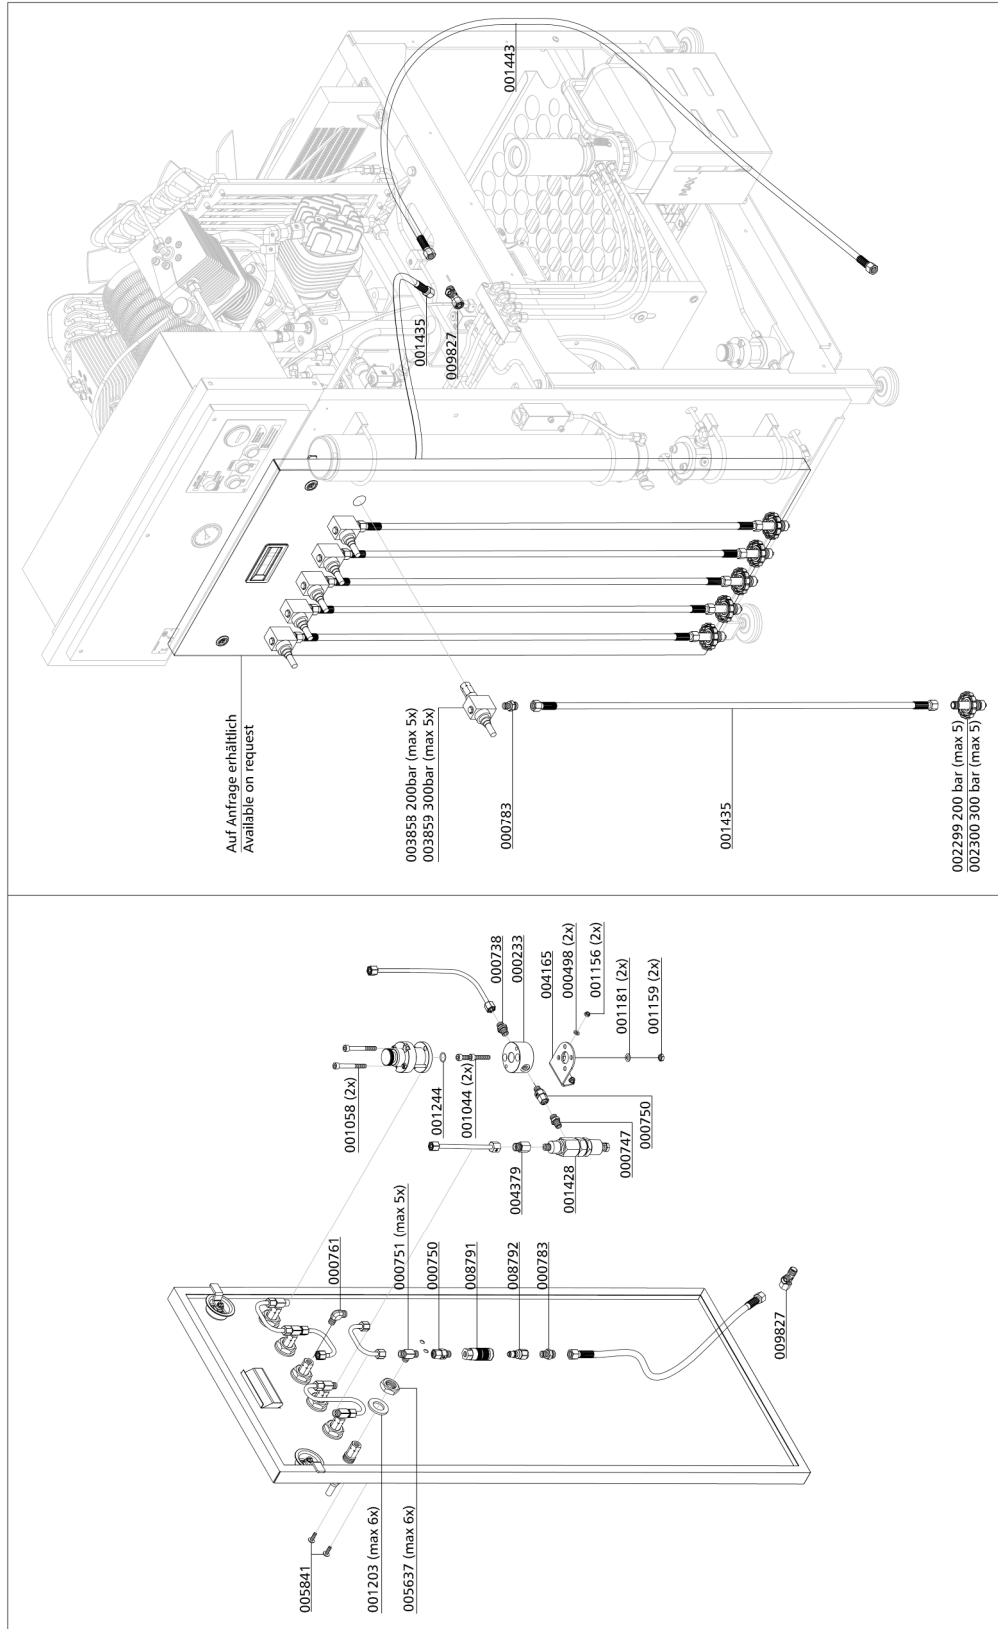 005841
001203 (max 6x)
005637 (max 6x)
000761
000751 (max 5x)
000750
008791
008792
000783
009827
001058 (2x)
001244
001044 (2x)
004379
001428
000747
000750
000738
000233
004165
000498 (2x)
001156 (2x)
001181 (2x)
001159 (2x)
Auf Anfrage erhältlich
Available on request
003858 200bar (max 5x)
003859 300bar (max 5x)
000783
001435
002299 200 bar (max 5)
002300 300 bar (max 5)
001435
009827
001443
MAX